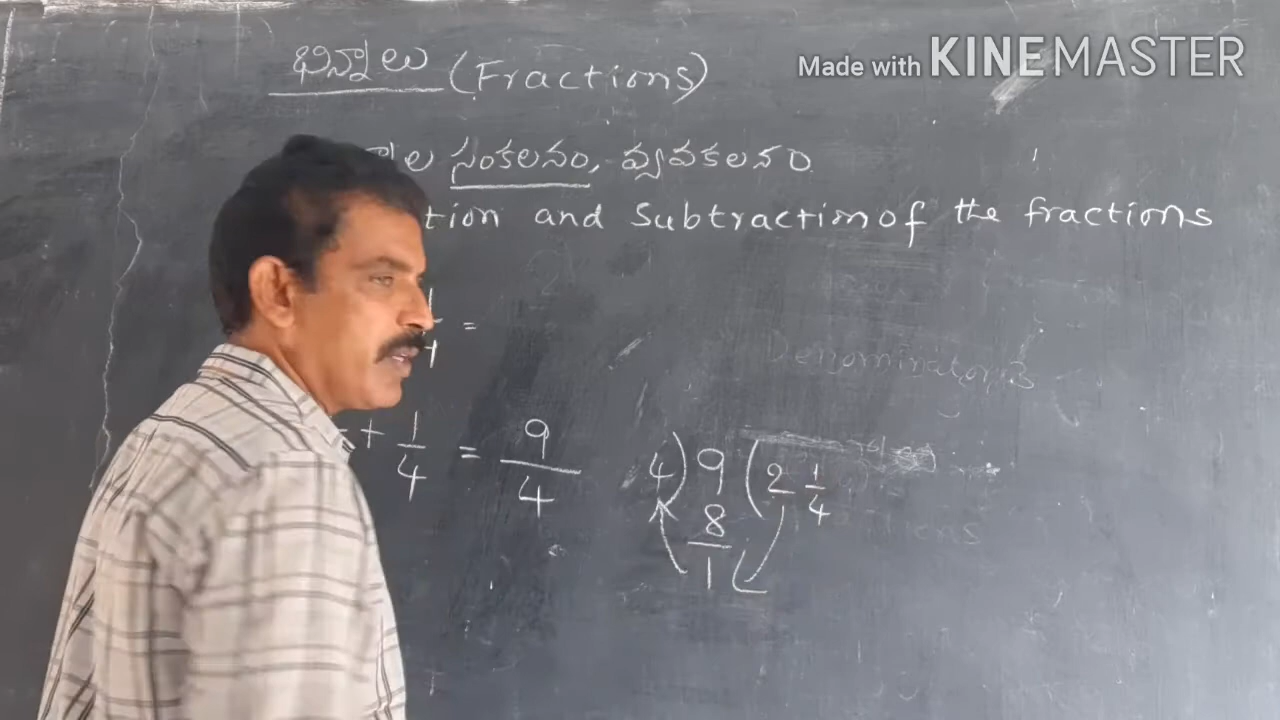 Made with KINEMASTER
భిన్నాలు (Fractions)
ల సంకలనం, వ్యవకలనం
tion and Subtraction of the fractions
=
+ 1/4 = 9/4 4) 9 (2 1/4
8
1
Denominator